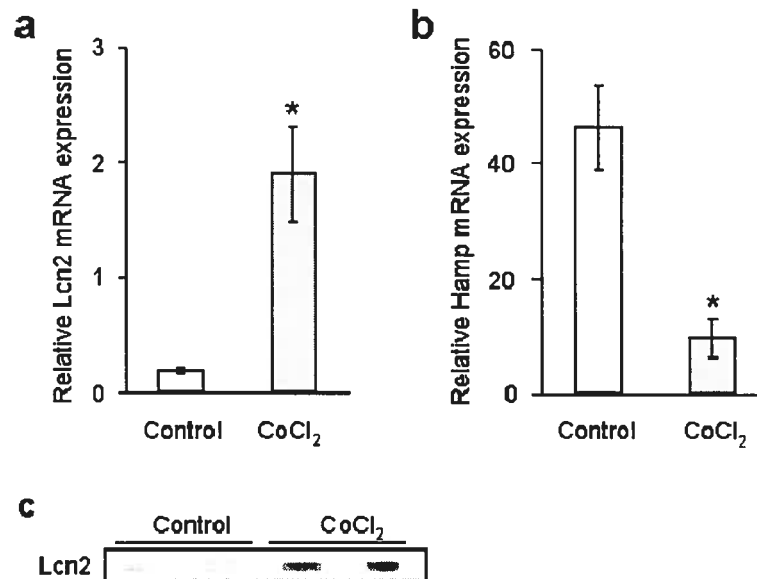 a
Relative Lcn2 mRNA expression
3
2
1
0
*
Control CoCl₂
b
Relative Hamp mRNA expression
60
40
20
0
*
Control CoCl₂
c
Control CoCl₂
Lcn2